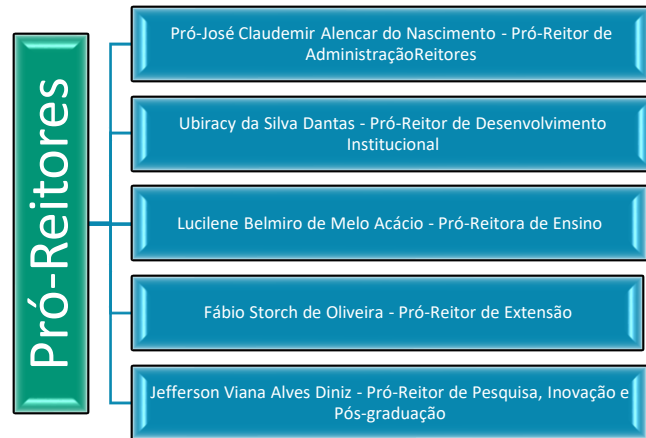 Pró-Reitores
Pró-José Claudemir Alencar do Nascimento - Pró-Reitor de
AdministraçãoReitores
Ubiracy da Silva Dantas - Pró-Reitor de Desenvolvimento
Institucional
Lucilene Belmiro de Melo Acácio - Pró-Reitora de Ensino
Fábio Storch de Oliveira - Pró-Reitor de Extensão
Jefferson Viana Alves Diniz - Pró-Reitor de Pesquisa, Inovação e
Pós-graduação